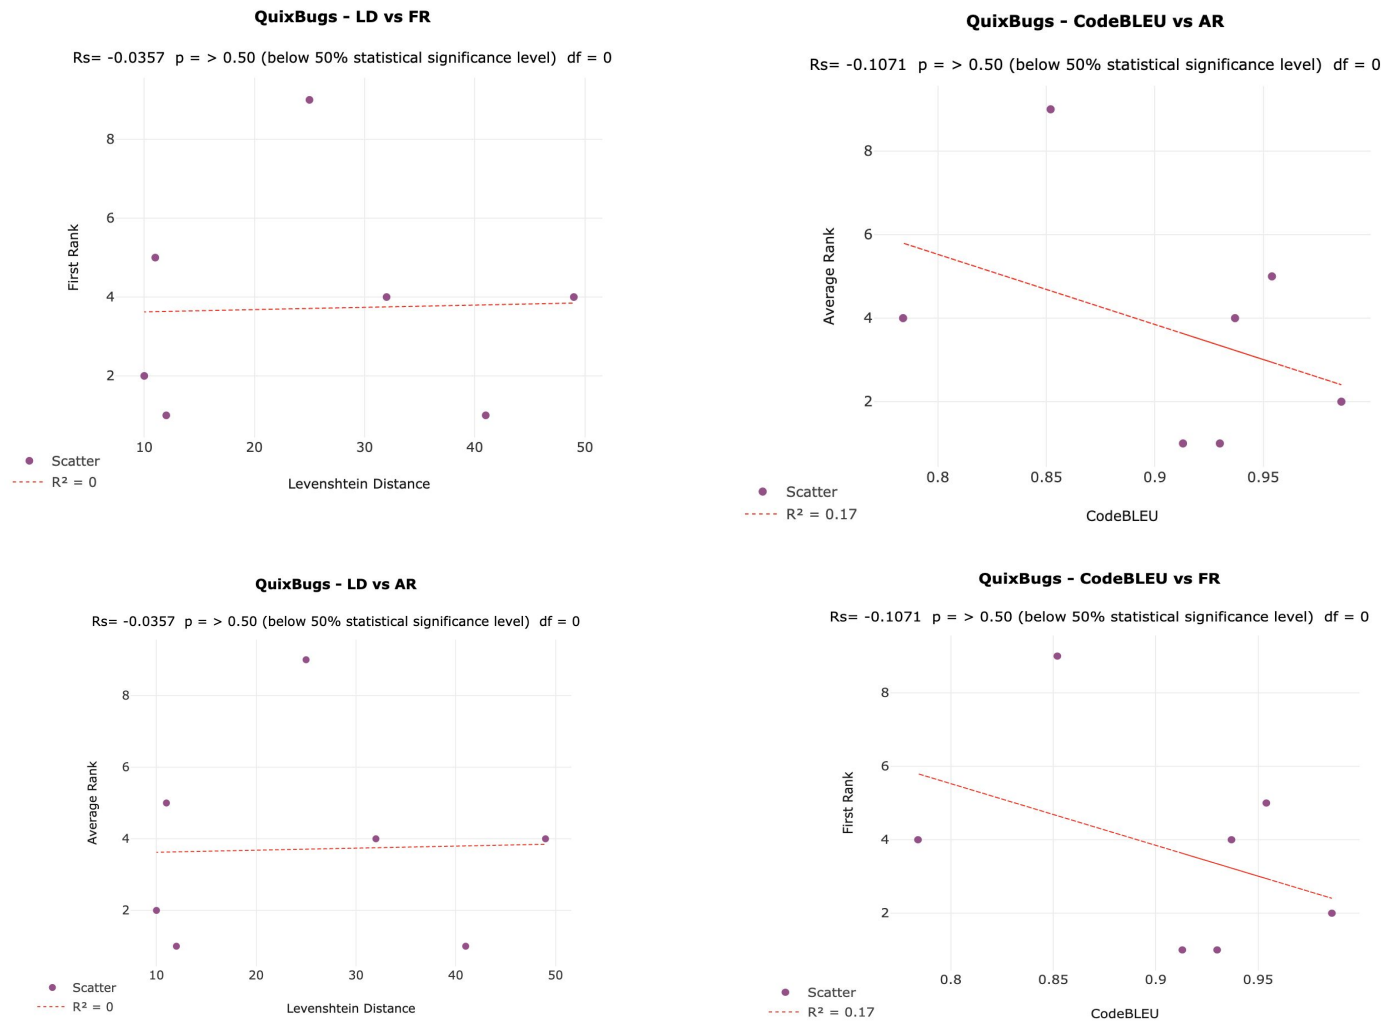 QuixBugs - LD vs FR
Rs= -0.0357 p = > 0.50 (below 50% statistical significance level) df = 0
First Rank
8
6
4
2
10 20 30 40 50
Levenshtein Distance
Scatter
R² = 0
QuixBugs - CodeBLEU vs AR
Rs= -0.1071 p = > 0.50 (below 50% statistical significance level) df = 0
Average Rank
8
6
4
2
0.8 0.85 0.9 0.95
CodeBLEU
Scatter
R² = 0.17
QuixBugs - LD vs AR
Rs= -0.0357 p = > 0.50 (below 50% statistical significance level) df = 0
Average Rank
8
6
4
2
10 20 30 40 50
Levenshtein Distance
Scatter
R² = 0
QuixBugs - CodeBLEU vs FR
Rs= -0.1071 p = > 0.50 (below 50% statistical significance level) df = 0
First Rank
8
6
4
2
0.8 0.85 0.9 0.95
CodeBLEU
Scatter
R² = 0.17